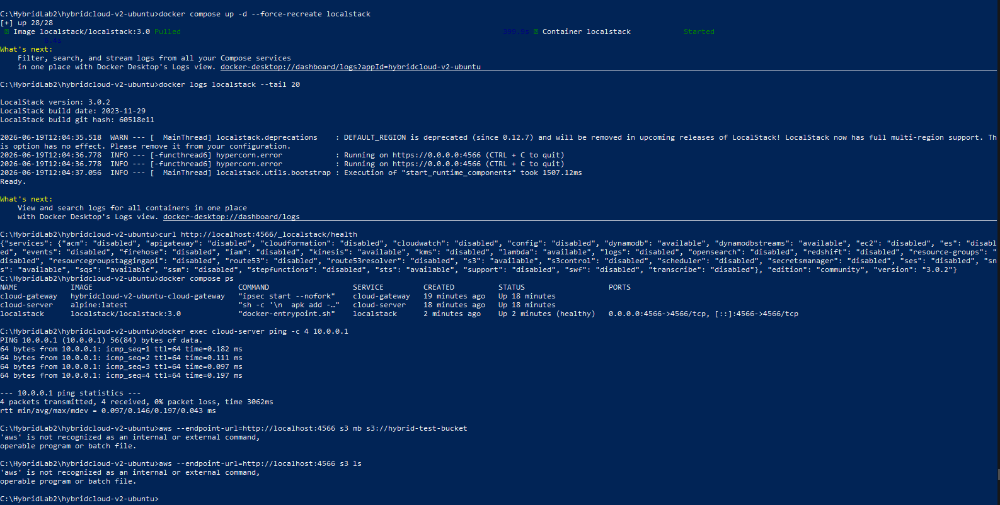 C:\HybridLab2\hybridcloud-v2-ubuntu>docker compose up -d --force-recreate localstack
[+] up 28/28
Image localstack/localstack:3.0 Pulled 399.9s Container localstack Started
6.4s
What's next:
Filter, search, and stream logs from all your Compose services
in one place with Docker Desktop's Logs view. docker-desktop://dashboard/logs?appId=hybridcloud-v2-ubuntu
C:\HybridLab2\hybridcloud-v2-ubuntu>docker logs localstack --tail 20
LocalStack version: 3.0.2
LocalStack build date: 2023-11-29
LocalStack build git hash: 60518e11
2026-06-19T12:04:35.518  WARN --- [  MainThread] localstack.deprecations    : DEFAULT_REGION is deprecated (since 0.12.7) and will be removed in upcoming releases of LocalStack! LocalStack now has full multi-region support. Th
is option has no effect. Please remove it from your configuration.
2026-06-19T12:04:36.778  INFO --- [-functhread6] hypercorn.error            : Running on https://0.0.0.0:4566 (CTRL + C to quit)
2026-06-19T12:04:36.778  INFO --- [-functhread6] hypercorn.error            : Running on https://0.0.0.0:4566 (CTRL + C to quit)
2026-06-19T12:04:37.056  INFO --- [  MainThread] localstack.utils.bootstrap : Execution of "start_runtime_components" took 1507.12ms
Ready.
What's next:
View and search logs for all containers in one place
with Docker Desktop's Logs view. docker-desktop://dashboard/logs
C:\HybridLab2\hybridcloud-v2-ubuntu>curl http://localhost:4566/_localstack/health
{"services": {"acm": "disabled", "apigateway": "disabled", "cloudformation": "disabled", "cloudwatch": "disabled", "config": "disabled", "dynamodb": "available", "dynamodbstreams": "available", "ec2": "disabled", "es": "disabl
ed", "events": "disabled", "firehose": "disabled", "iam": "disabled", "kinesis": "available", "kms": "disabled", "lambda": "available", "logs": "disabled", "opensearch": "disabled", "redshift": "disabled", "resource-groups": "
disabled", "resourcegroupstaggingapi": "disabled", "route53": "disabled", "route53resolver": "disabled", "s3": "available", "s3control": "disabled", "scheduler": "disabled", "secretsmanager": "disabled", "ses": "disabled", "sn
s": "available", "sqs": "available", "ssm": "disabled", "stepfunctions": "disabled", "sts": "available", "support": "disabled", "swf": "disabled", "transcribe": "disabled"}, "edition": "community", "version": "3.0.2"}
C:\HybridLab2\hybridcloud-v2-ubuntu>docker compose ps
NAME            IMAGE                               COMMAND                SERVICE         CREATED          STATUS                   PORTS
cloud-gateway   hybridcloud-v2-ubuntu-cloud-gateway   "ipsec start --nofork"   cloud-gateway   19 minutes ago   Up 18 minutes
cloud-server    alpine:latest                         "sh -c '\n  apk add -…"   cloud-server    18 minutes ago   Up 18 minutes
localstack      localstack/localstack:3.0             "docker-entrypoint.sh"   localstack      2 minutes ago    Up 2 minutes (healthy)   0.0.0.0:4566->4566/tcp, [::]:4566->4566/tcp
C:\HybridLab2\hybridcloud-v2-ubuntu>docker exec cloud-server ping -c 4 10.0.0.1
PING 10.0.0.1 (10.0.0.1) 56(84) bytes of data.
64 bytes from 10.0.0.1: icmp_seq=1 ttl=64 time=0.182 ms
64 bytes from 10.0.0.1: icmp_seq=2 ttl=64 time=0.111 ms
64 bytes from 10.0.0.1: icmp_seq=3 ttl=64 time=0.097 ms
64 bytes from 10.0.0.1: icmp_seq=4 ttl=64 time=0.197 ms
--- 10.0.0.1 ping statistics ---
4 packets transmitted, 4 received, 0% packet loss, time 3062ms
rtt min/avg/max/mdev = 0.097/0.146/0.197/0.043 ms
C:\HybridLab2\hybridcloud-v2-ubuntu>aws --endpoint-url=http://localhost:4566 s3 mb s3://hybrid-test-bucket
'aws' is not recognized as an internal or external command,
operable program or batch file.
C:\HybridLab2\hybridcloud-v2-ubuntu>aws --endpoint-url=http://localhost:4566 s3 ls
'aws' is not recognized as an internal or external command,
operable program or batch file.
C:\HybridLab2\hybridcloud-v2-ubuntu>